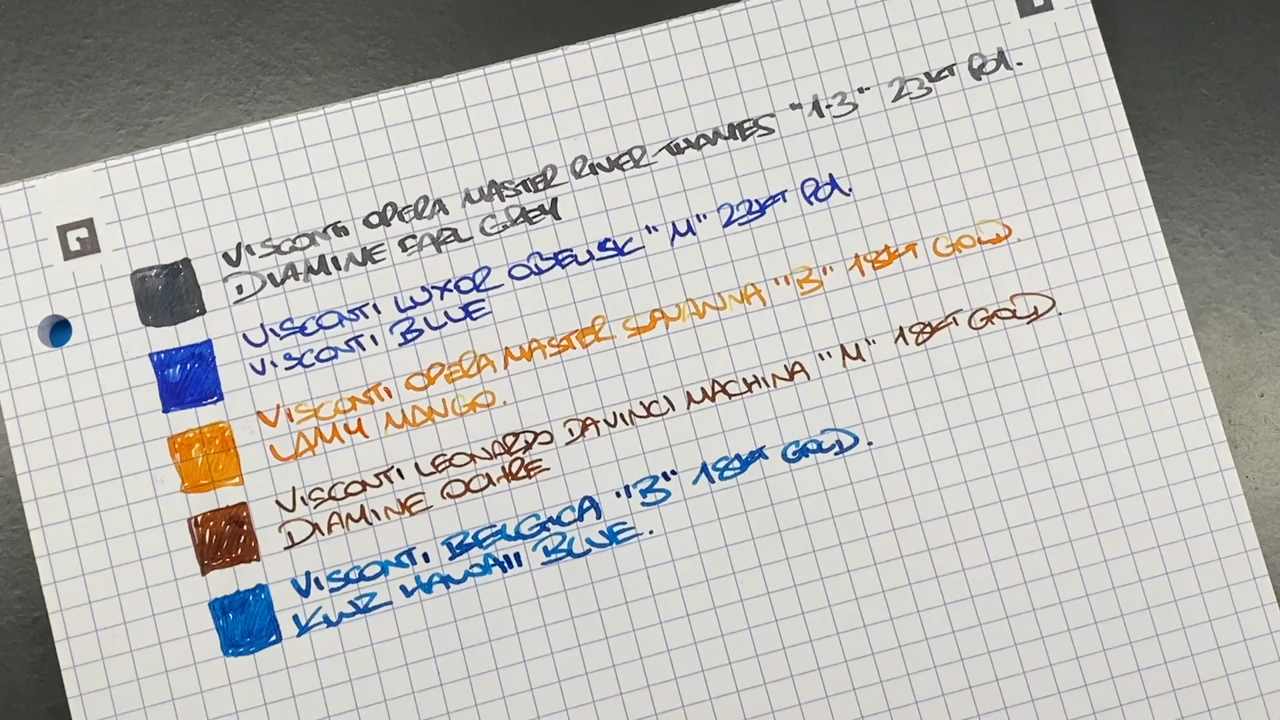 VISCONTI OPERA MASTER RIVER THAMES "1.3" 23KT Pd.
DIAMINE EARL GREY
VISCONTI LUXOR OBELISK "M" 23KT Pd.
VISCONTI BLUE
VISCONTI OPERA MASTER SAVANNA "B" 18KT GOLD.
LAMY MANGO.
VISCONTI LEONARDO DAVINCI MACHINA "M" 18KT GOLD.
DIAMINE OCHRE
VISCONTI BELGICA "B" 18KT GOLD.
KWZ HAWAII BLUE.